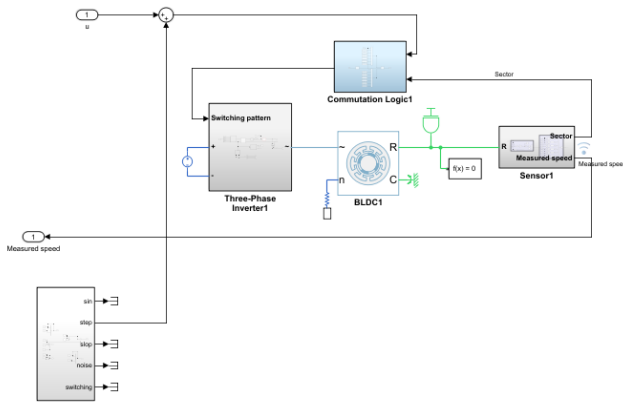 1
u
+
+
Sector
Commutation Logic1
Switching pattern
+
-
~
R
n
C
f(x) = 0
R
Sector
Measured speed
Measured spee
Three-Phase
Inverter1
BLDC1
Sensor1
1
Measured speed
sin
step
slop
noise
switching